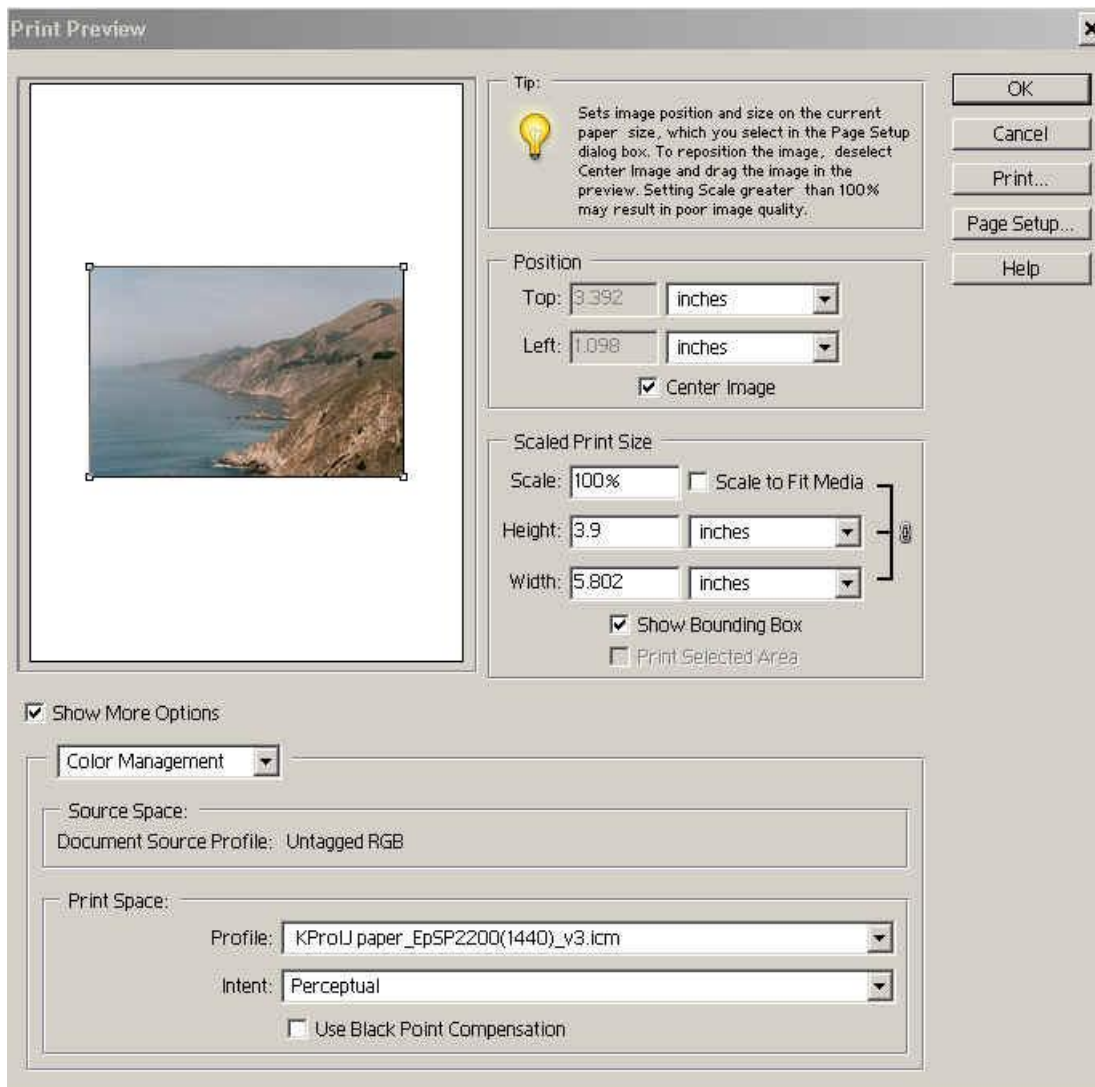 Print Preview
Tip:
Sets image position and size on the current
paper size, which you select in the Page Setup
dialog box. To reposition the image, deselect
Center Image and drag the image in the
preview. Setting Scale greater than 100%
may result in poor image quality.
OK
Cancel
Print...
Page Setup...
Help
Position
Top: 3.392 inches
Left: 1.098 inches
Center Image
Scaled Print Size
Scale: 100% Scale to Fit Media
Height: 3.9 inches
Width: 5.802 inches
Show Bounding Box
Print Selected Area
Show More Options
Color Management
Source Space:
Document Source Profile: Untagged RGB
Print Space:
Profile: KProIJ paper_EpSP2200(1440)_v3.icm
Intent: Perceptual
Use Black Point Compensation